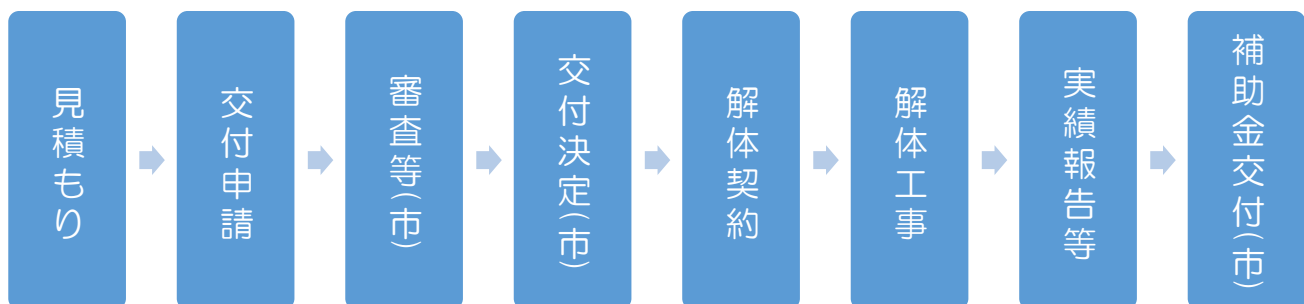 見積もり
交付申請
審査等(市)
交付決定(市)
解体契約
解体工事
実績報告等
補助金交付(市)